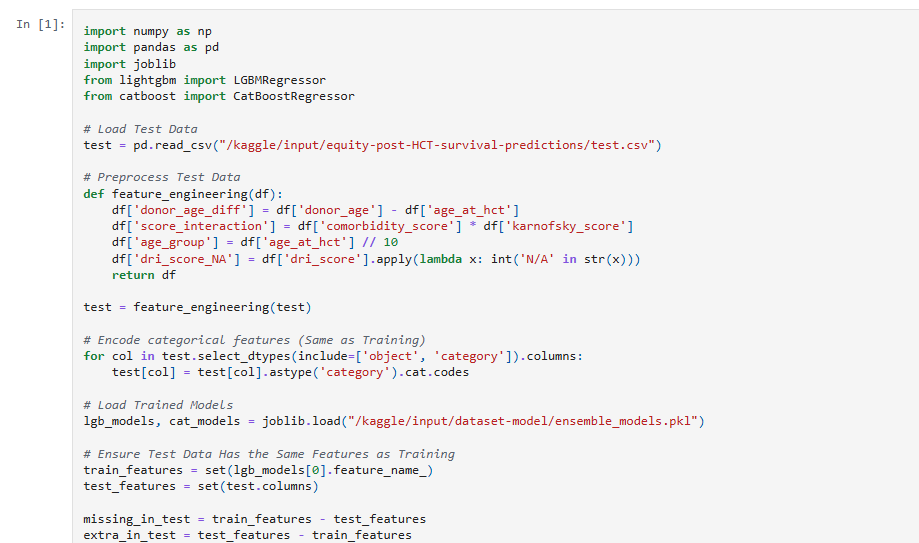 In [1]:
import numpy as np
import pandas as pd
import joblib
from lightgbm import LGBMRegressor
from catboost import CatBoostRegressor
# Load Test Data
test = pd.read_csv("/kaggle/input/equity-post-HCT-survival-predictions/test.csv")
# Preprocess Test Data
def feature_engineering(df):
    df['donor_age_diff'] = df['donor_age'] - df['age_at_hct']
    df['score_interaction'] = df['comorbidity_score'] * df['karnofsky_score']
    df['age_group'] = df['age_at_hct'] // 10
    df['dri_score_NA'] = df['dri_score'].apply(lambda x: int('N/A' in str(x)))
    return df
test = feature_engineering(test)
# Encode categorical features (Same as Training)
for col in test.select_dtypes(include=['object', 'category']).columns:
    test[col] = test[col].astype('category').cat.codes
# Load Trained Models
lgb_models, cat_models = joblib.load("/kaggle/input/dataset-model/ensemble_models.pkl")
# Ensure Test Data Has the Same Features as Training
train_features = set(lgb_models[0].feature_name_)
test_features = set(test.columns)
missing_in_test = train_features - test_features
extra_in_test = test_features - train_features